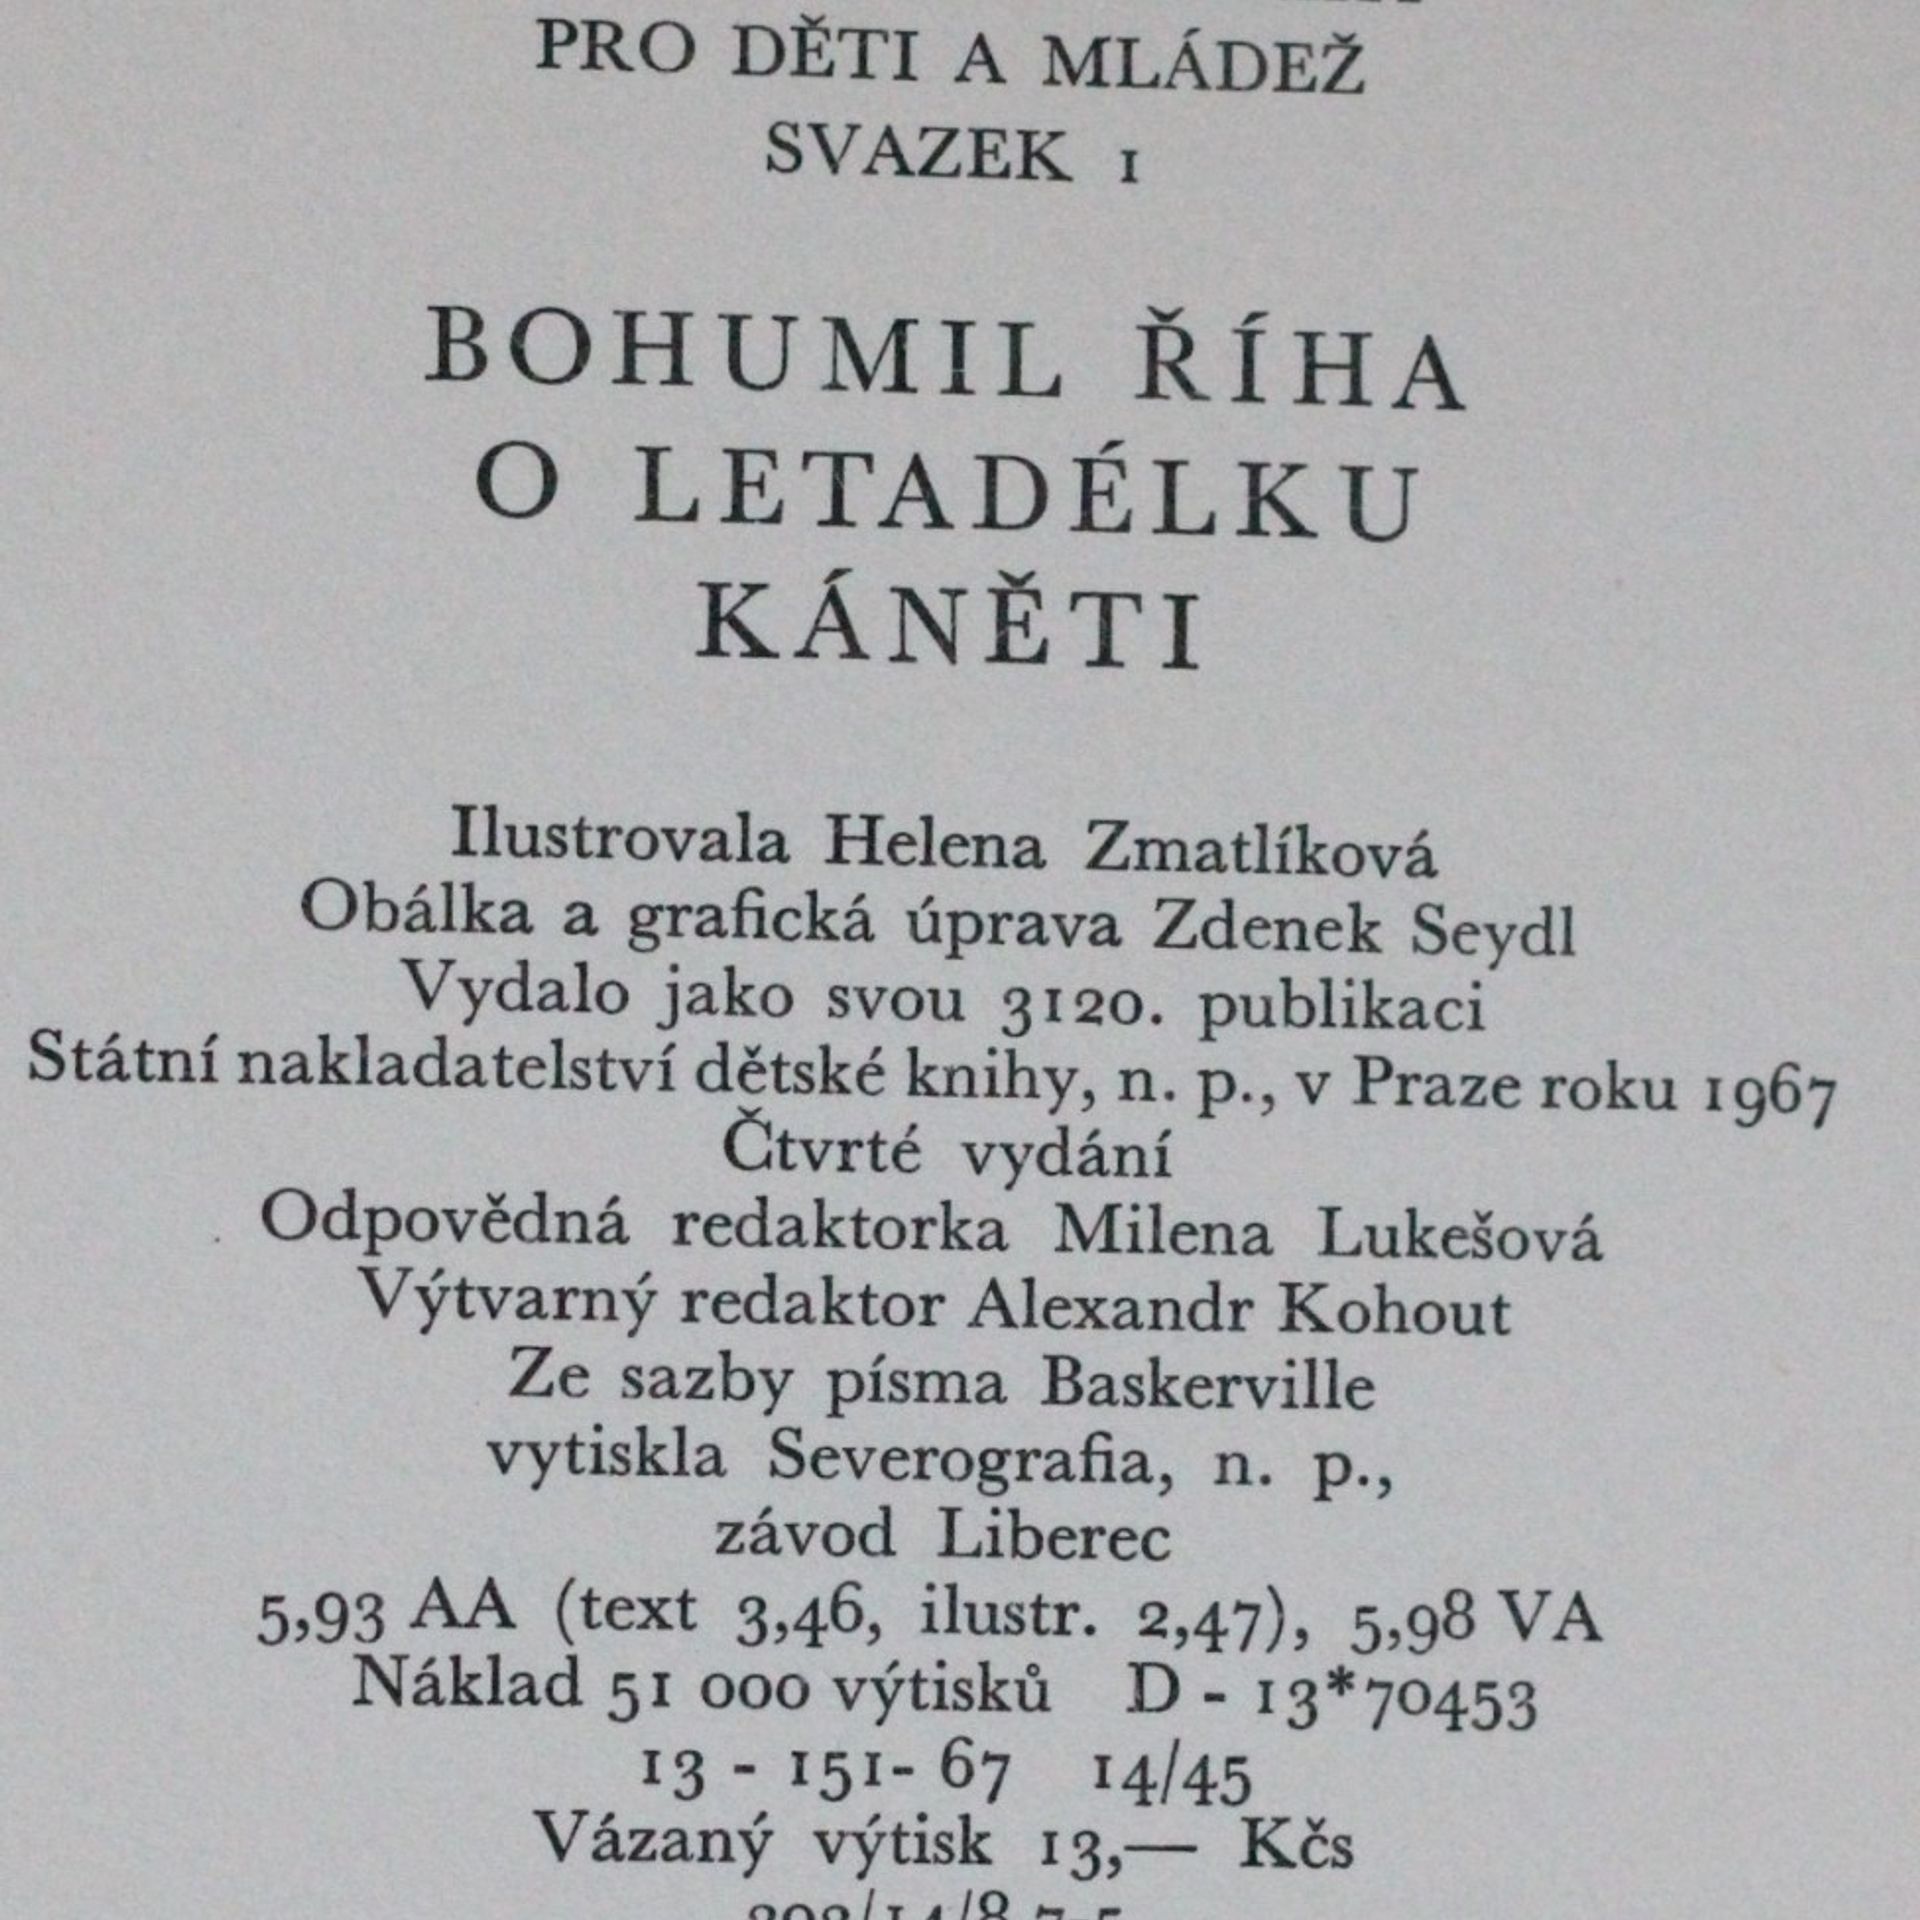 PRO DĚTI A MLÁDEŽ
SVAZEK 1
BOHUMIL ŘÍHA
O LETADÉLKU
KÁNĚTI
Ilustrovala Helena Zmatlíková
Obálka a grafická úprava Zdenek Seydl
Vydalo jako svou 3120. publikaci
Státní nakladatelství dětské knihy, n. p., v Praze roku 1967
Čtvrté vydání
Odpovědná redaktorka Milena Lukešová
Výtvarný redaktor Alexandr Kohout
Ze sazby písma Baskerville
vytiskla Severografia, n. p.,
závod Liberec
5,93 AA (text 3,46, ilustr. 2,47), 5,98 VA
Náklad 51 000 výtisků D - 13*70453
13 - 151- 67 14/45
Vázaný výtisk 13,— Kčs